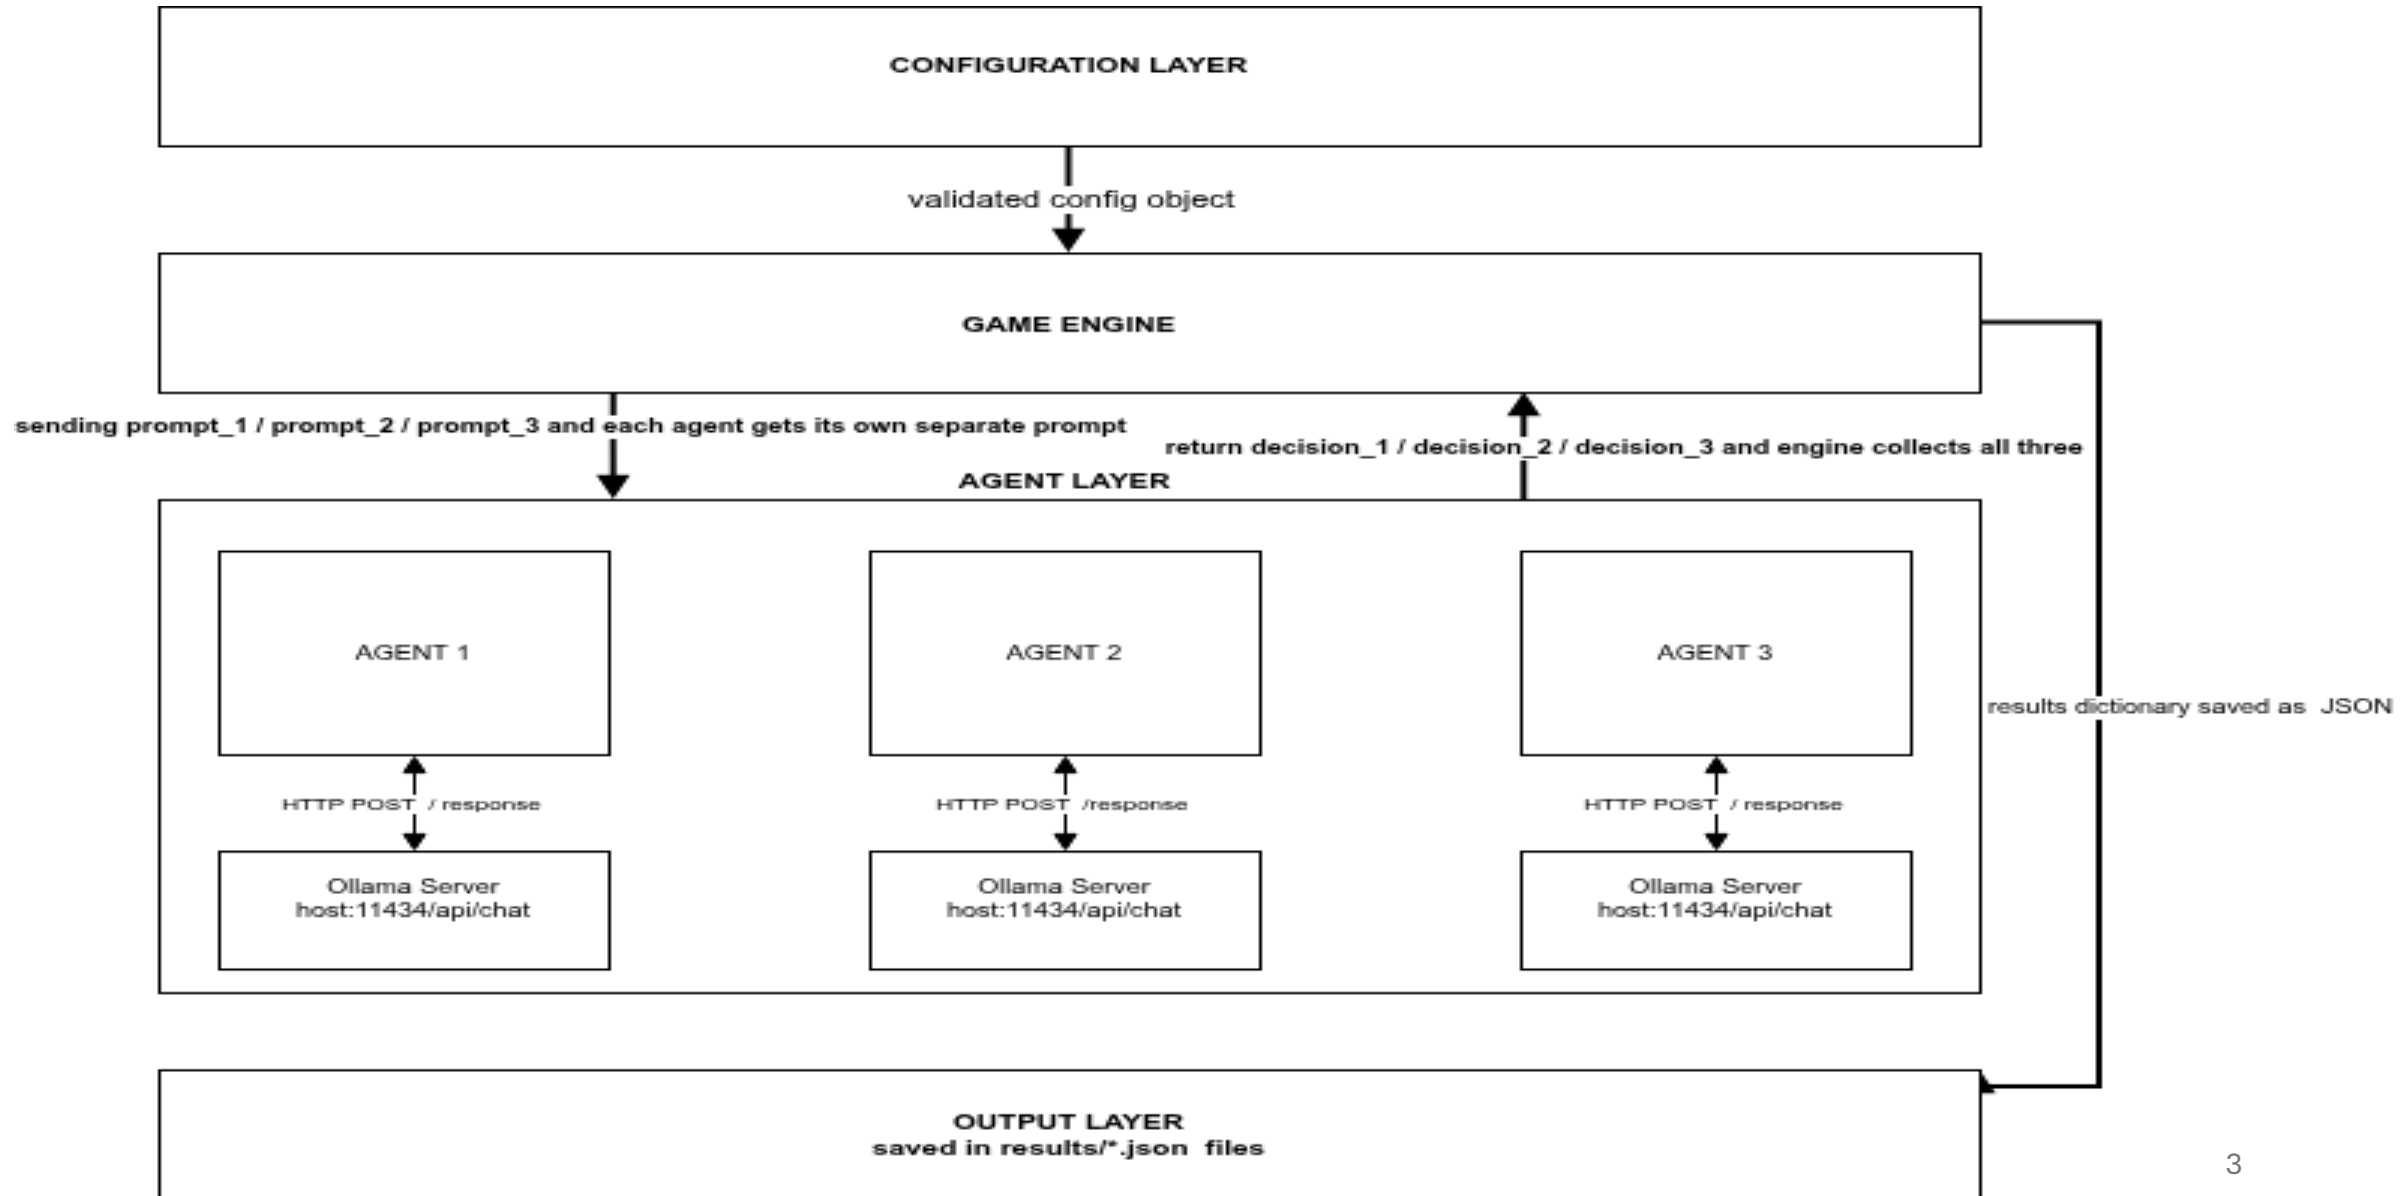 CONFIGURATION LAYER
validated config object
GAME ENGINE
sending prompt_1 / prompt_2 / prompt_3 and each agent gets its own separate prompt
return decision_1 / decision_2 / decision_3 and engine collects all three
AGENT LAYER
AGENT 1
AGENT 2
AGENT 3
results dictionary saved as JSON
HTTP POST / response
HTTP POST /response
HTTP POST / response
Ollama Server
host:11434/api/chat
Ollama Server
host:11434/api/chat
Ollama Server
host:11434/api/chat
OUTPUT LAYER
saved in results/*.json files
3